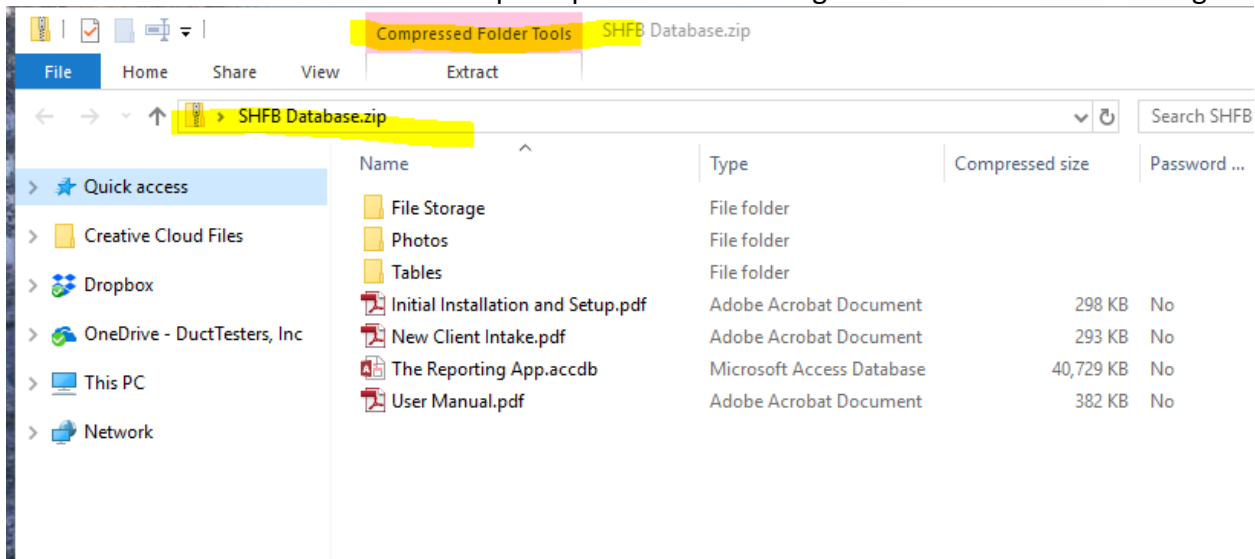 Compressed Folder Tools SHFB Database.zip
File Home Share View Extract
SHFB Database.zip Search SHFB
Name Type Compressed size Password ...
Quick access
Creative Cloud Files
Dropbox
OneDrive - DuctTesters, Inc
This PC
Network
File Storage File folder
Photos File folder
Tables File folder
Initial Installation and Setup.pdf Adobe Acrobat Document 298 KB No
New Client Intake.pdf Adobe Acrobat Document 293 KB No
The Reporting App.accdb Microsoft Access Database 40,729 KB No
User Manual.pdf Adobe Acrobat Document 382 KB No